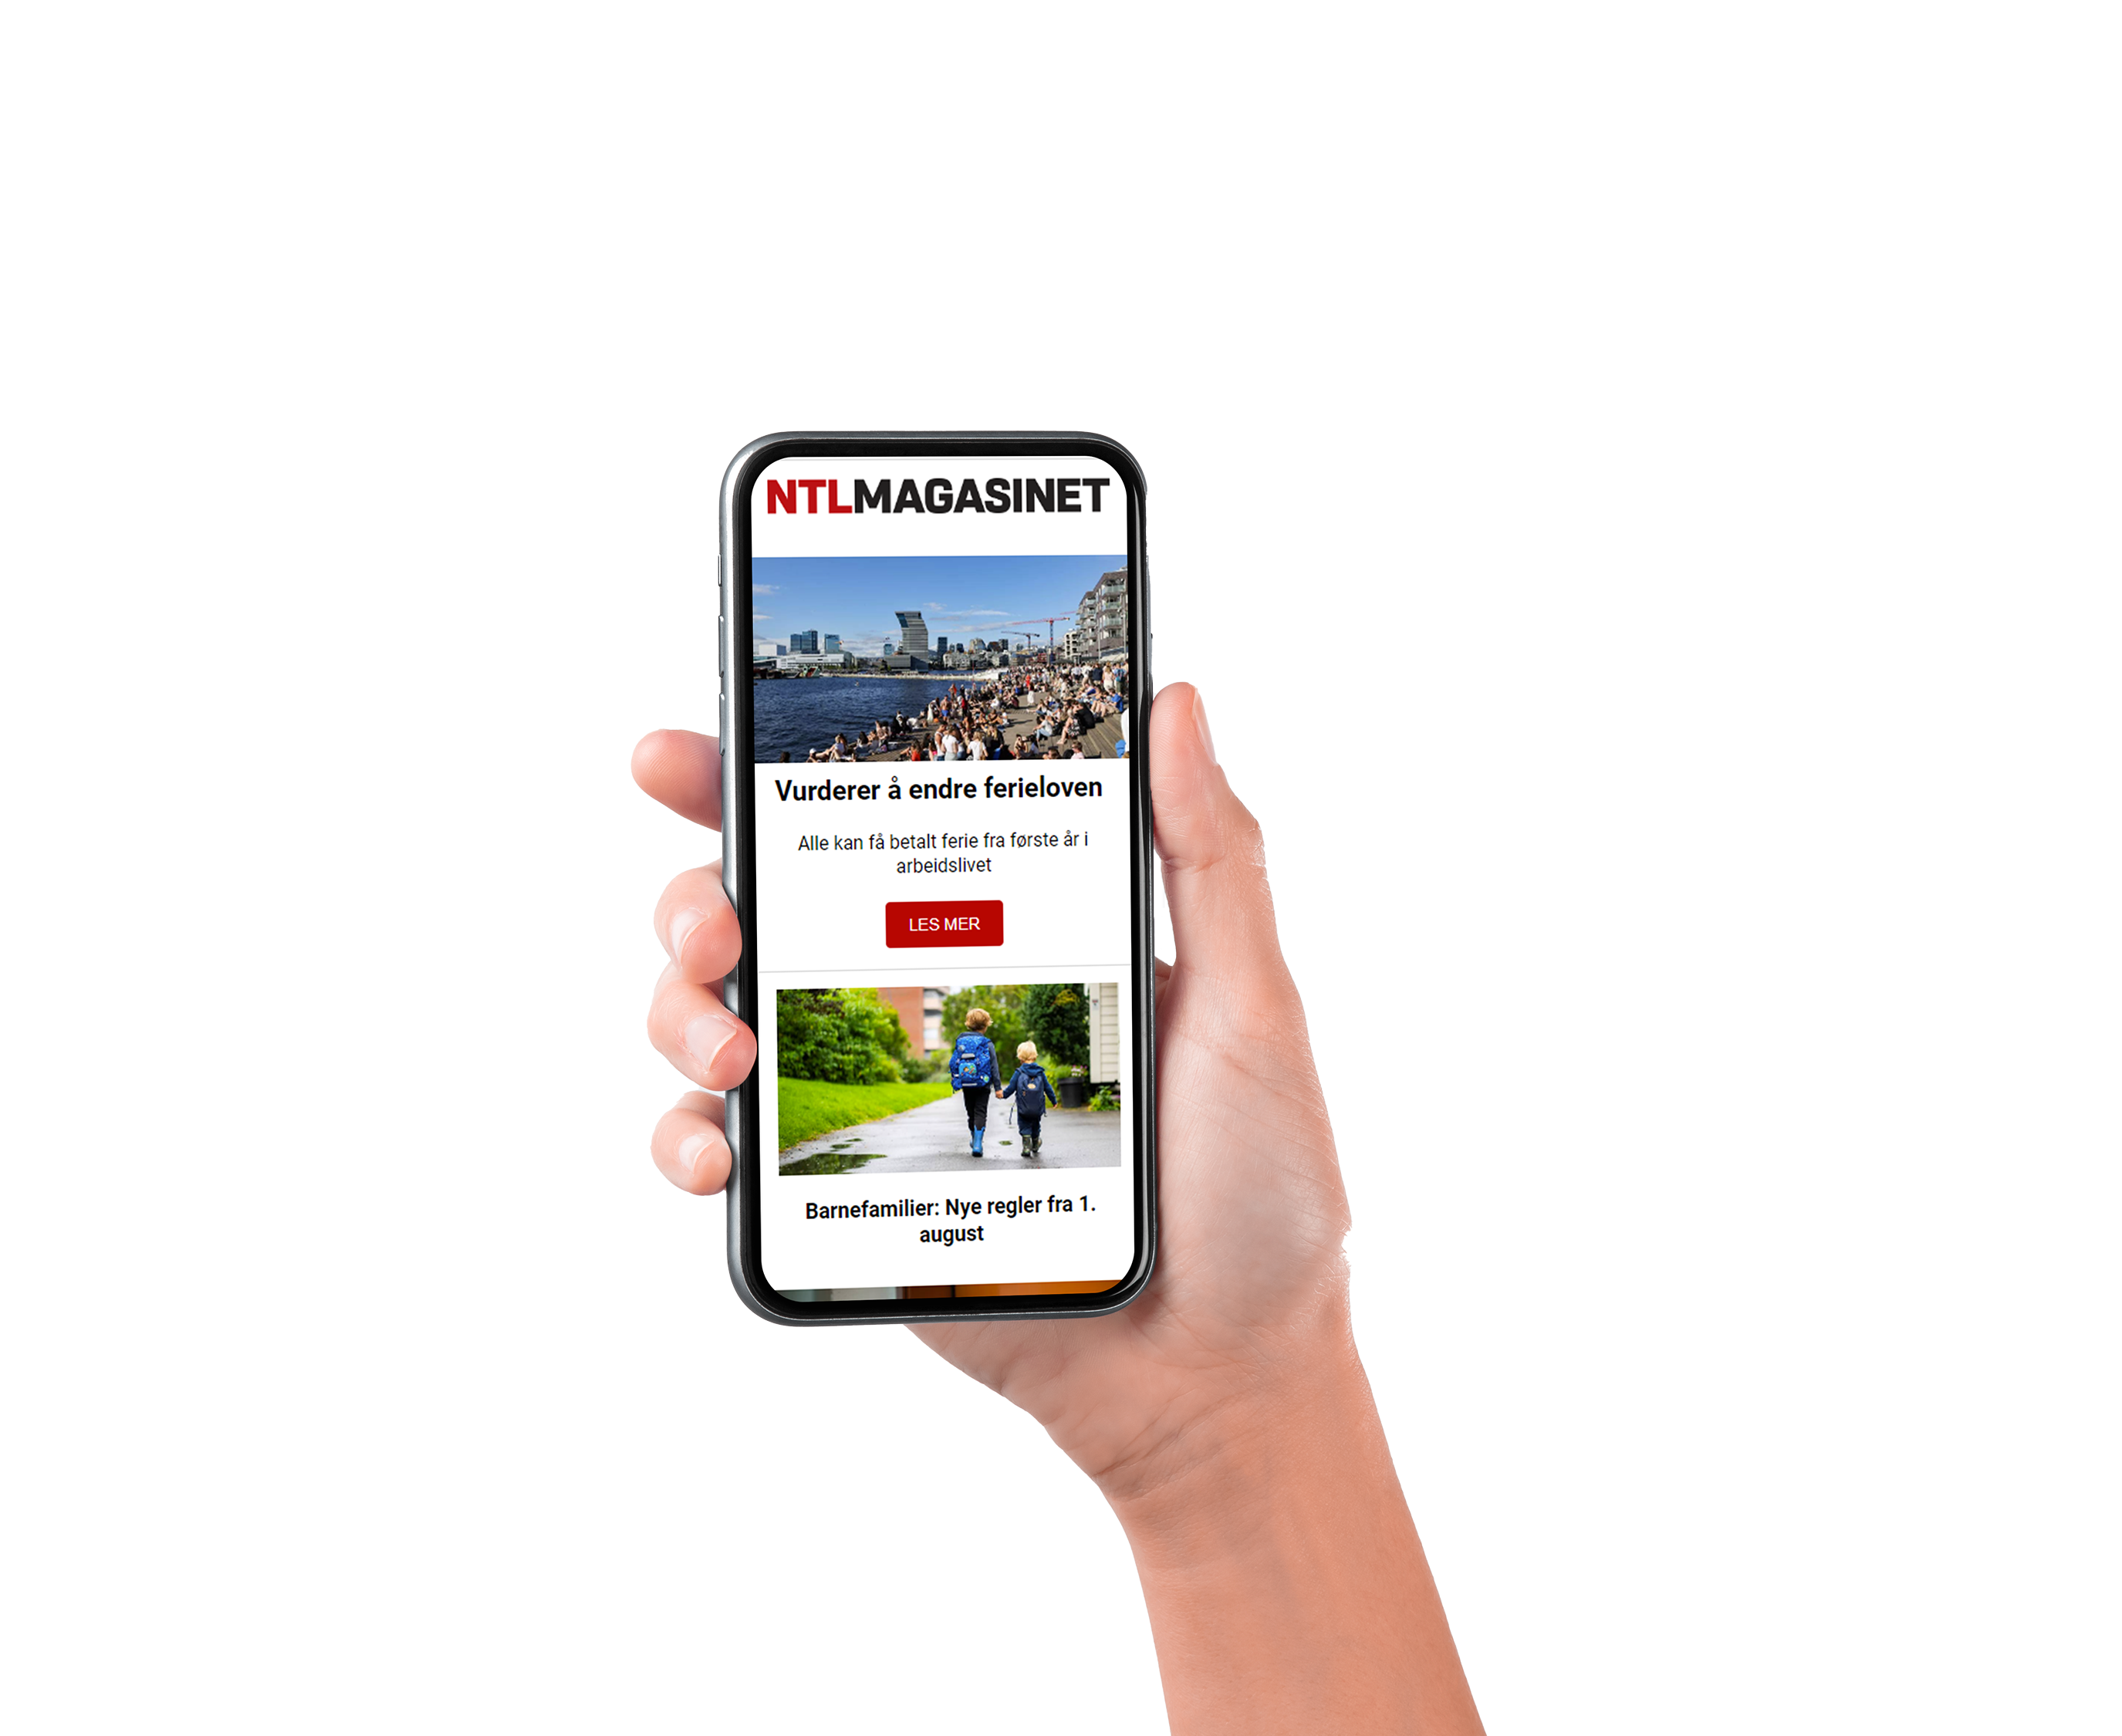 NTLMAGASINET
Vurderer å endre ferieloven
Alle kan få betalt ferie fra første år i
arbeidslivet
LES MER
Barnefamilier: Nye regler fra 1.
august